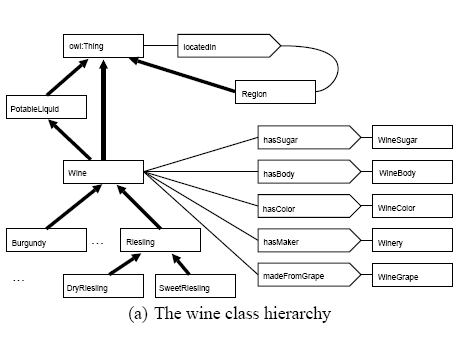 owl:Thing
locatedIn
Region
PotableLiquid
hasSugar
WineSugar
Wine
hasBody
WineBody
hasColor
WineColor
Burgundy
...
Riesling
hasMaker
Winery
madeFromGrape
WineGrape
...
DryRiesling
SweetRiesling
(a) The wine class hierarchy